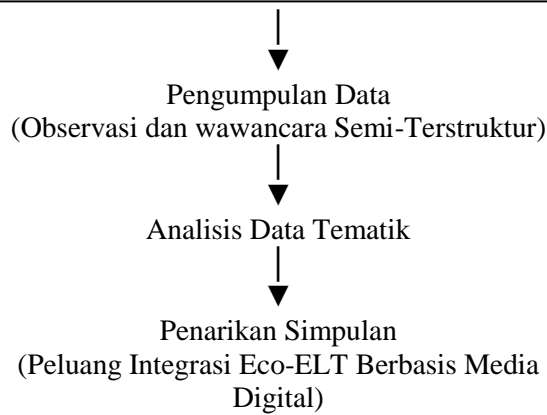 Pengumpulan Data
(Observasi dan wawancara Semi-Terstruktur)
Analisis Data Tematik
Penarikan Simpulan
(Peluang Integrasi Eco-ELT Berbasis Media
Digital)